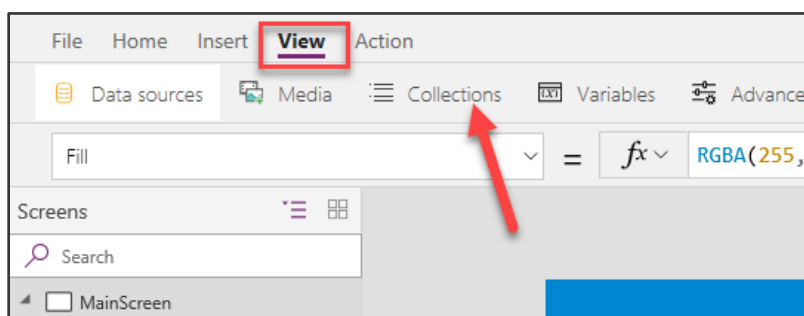 File Home Insert View Action
Data sources Media Collections Variables Advance
Fill = fx RGBA(255,
Screens
Search
MainScreen